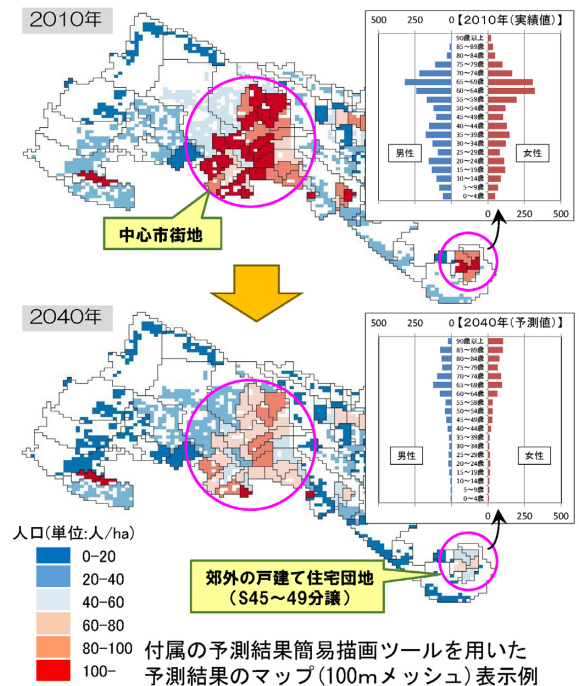 2010年
500
0
0
500
【2010年(実績値)】
90歳以上
85～89歳
80～84歳
75～79歳
70～74歳
65～69歳
60～64歳
55～59歳
50～54歳
45～49歳
40～44歳
35～39歳
30～34歳
25～29歳
20～24歳
15～19歳
10～14歳
5～9歳
0～4歳
男性
女性
中心市街地
2040年
500
0
0
500
【2040年(予測値)】
90歳以上
85～89歳
80～84歳
75～79歳
70～74歳
65～69歳
60～64歳
55～59歳
50～54歳
45～49歳
40～44歳
35～39歳
30～34歳
25～29歳
20～24歳
15～19歳
10～14歳
5～9歳
0～4歳
男性
女性
人口(単位:人/ha)
0-20
20-40
40-60
60-80
80-100
100-
郊外の戸建て住宅団地
(S45～49分譲)
付属の予測結果簡易描画ツールを用いた
予測結果のマップ(100mメッシュ)表示例